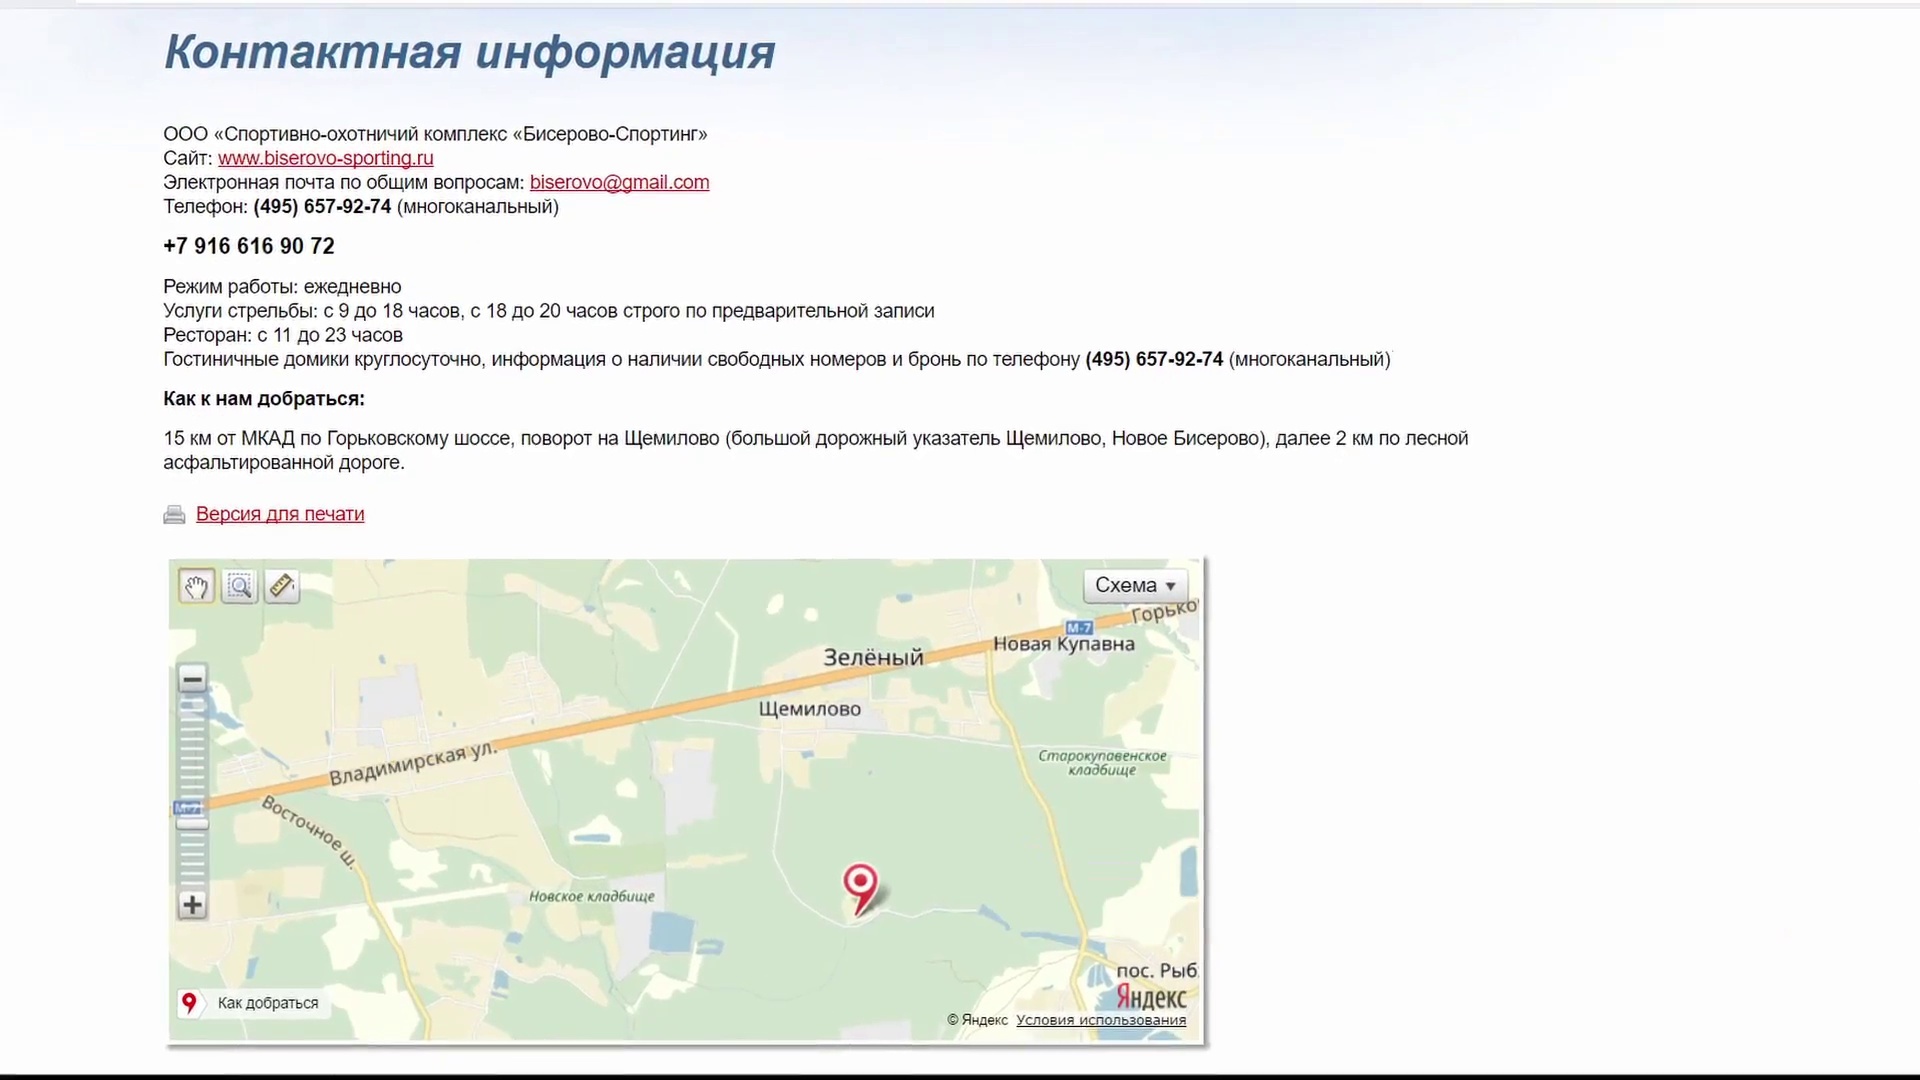 Контактная информация
ООО «Спортивно-охотничий комплекс «Бисерово-Спортинг»
Сайт: www.biserovo-sporting.ru
Электронная почта по общим вопросам: biserovo@gmail.com
Телефон: (495) 657-92-74 (многоканальный)
+7 916 616 90 72
Режим работы: ежедневно
Услуги стрельбы: с 9 до 18 часов, с 18 до 20 часов строго по предварительной записи
Ресторан: с 11 до 23 часов
Гостиничные домики круглосуточно, информация о наличии свободных номеров и бронь по телефону (495) 657-92-74 (многоканальный)
Как к нам добраться:
15 км от МКАД по Горьковскому шоссе, поворот на Щемилово (большой дорожный указатель Щемилово, Новое Бисерово), далее 2 км по лесной
асфальтированной дороге.
Версия для печати
Схема
Горько
М-7
Новая Купавна
Зелёный
Щемилово
Владимирская ул.
Старокупавенское
кладбище
М-7
Восточное ш.
Новское кладбище
пос. Рыб
Яндекс
Как добраться
© Яндекс Условия использования